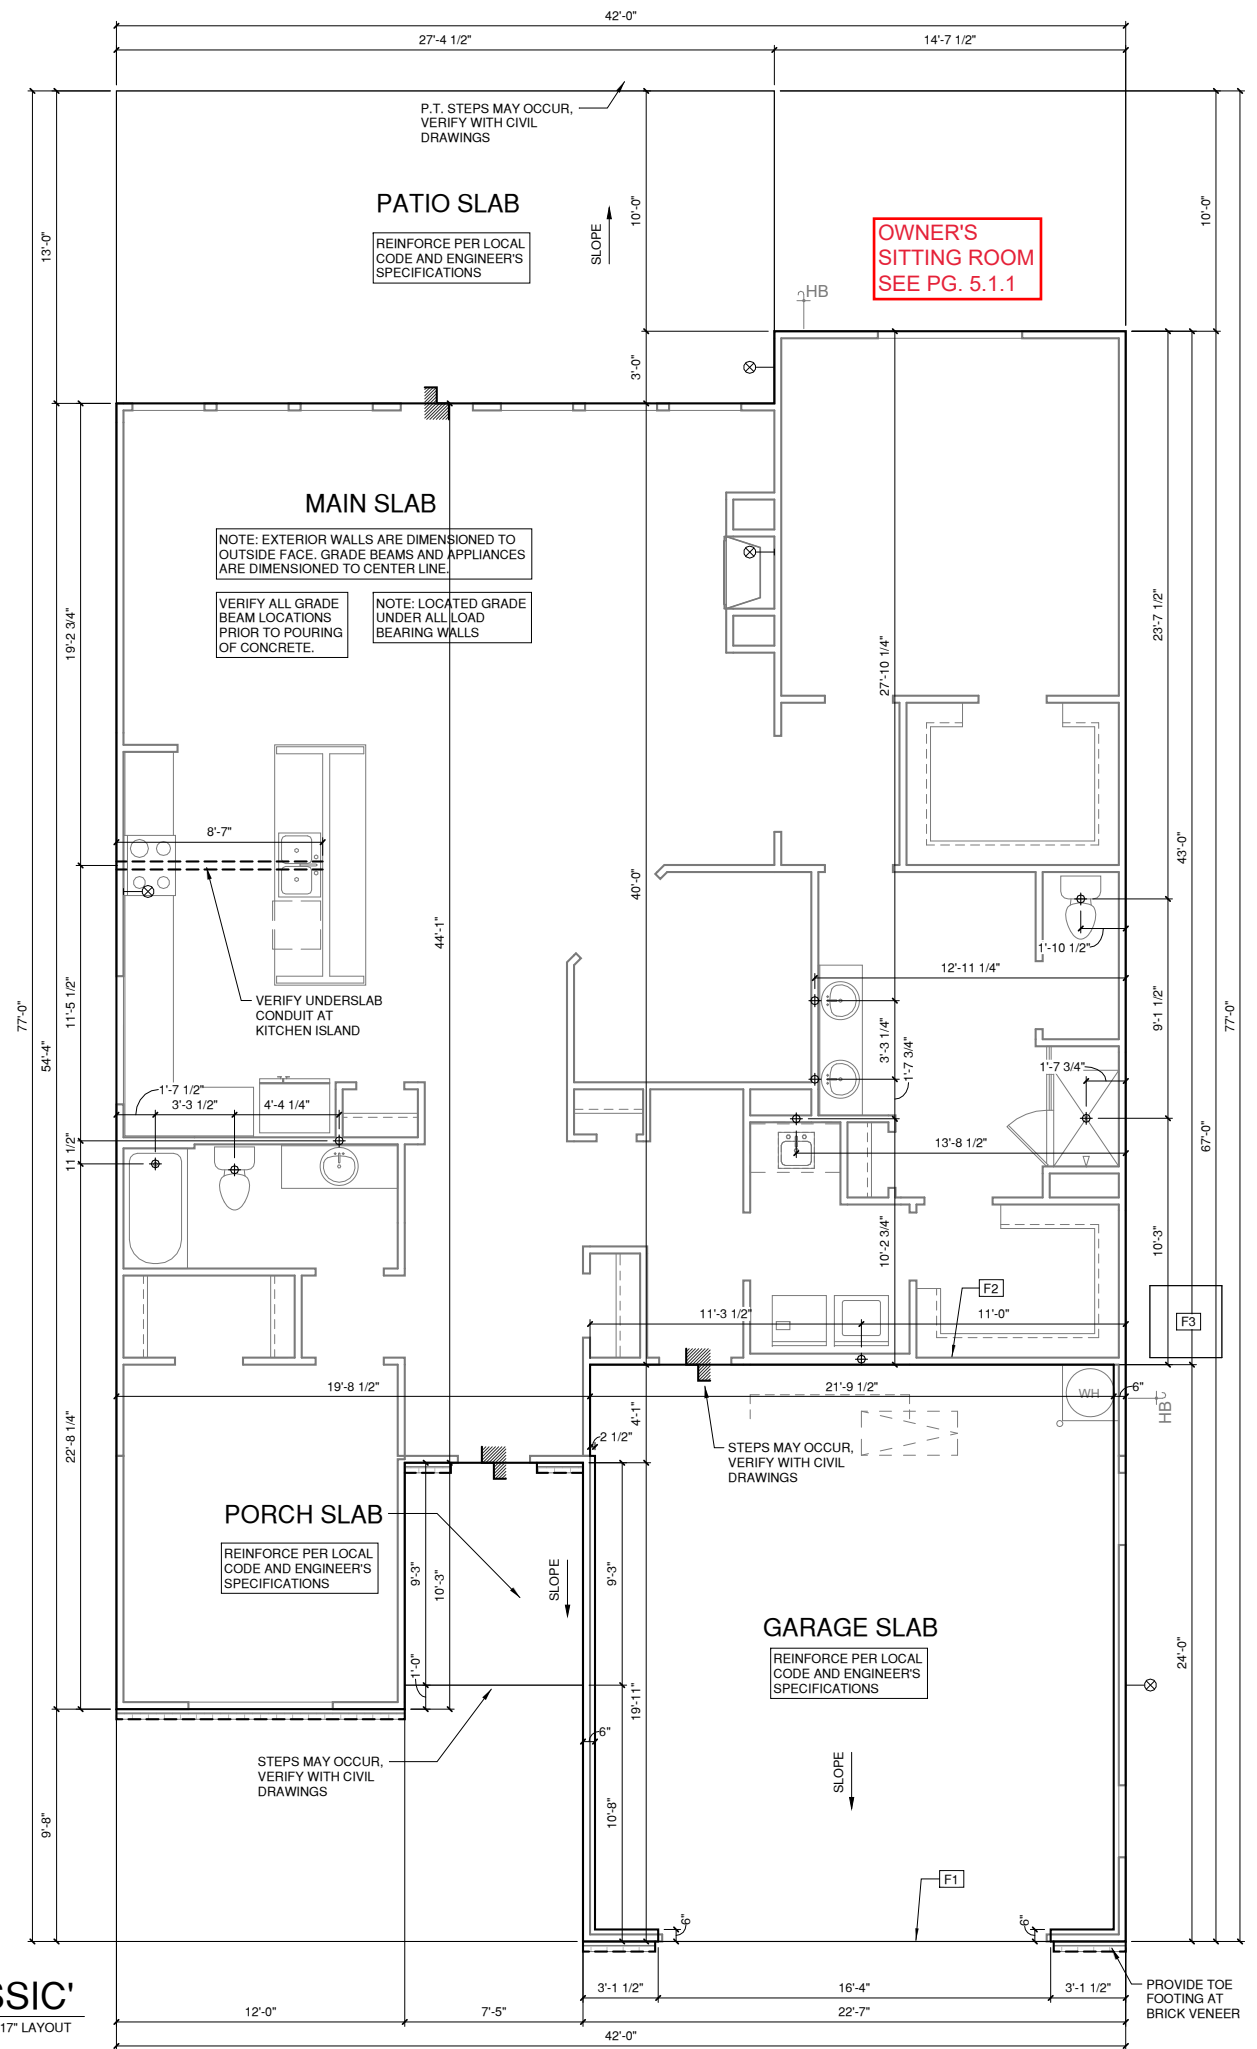 42'-0"
27'-4 1/2"
14'-7 1/2"
P.T. STEPS MAY OCCUR,
VERIFY WITH CIVIL
DRAWINGS
PATIO SLAB
REINFORCE PER LOCAL
CODE AND ENGINEER'S
SPECIFICATIONS
SLOPE
10'-0"
10'-0"
13'-0"
OWNER'S
SITTING ROOM
SEE PG. 5.1.1
HB
3'-0"
MAIN SLAB
NOTE: EXTERIOR WALLS ARE DIMENSIONED TO
OUTSIDE FACE. GRADE BEAMS AND APPLIANCES
ARE DIMENSIONED TO CENTER LINE.
VERIFY ALL GRADE
BEAM LOCATIONS
PRIOR TO POURING
OF CONCRETE.
NOTE: LOCATED GRADE
UNDER ALL LOAD
BEARING WALLS
19'-2 3/4"
23'-7 1/2"
27'-10 1/4"
8'-7"
43'-0"
40'-0"
44'-1"
1'-10 1/2"
12'-11 1/4"
VERIFY UNDERSLAB
CONDUIT AT
KITCHEN ISLAND
77'-0"
54'-4"
11'-5 1/2"
3'-3 1/4"
1'-7 3/4"
9'-1 1/2"
77'-0"
1'-7 3/4"
1'-7 1/2"
3'-3 1/2"
4'-4 1/4"
11 1/2"
13'-8 1/2"
67'-0"
10'-2 3/4"
10'-3"
F2
11'-3 1/2"
11'-0"
F3
19'-8 1/2"
21'-9 1/2"
6"
WH
HB
22'-8 1/4"
4'-1"
2 1/2"
STEPS MAY OCCUR,
VERIFY WITH CIVIL
DRAWINGS
PORCH SLAB
REINFORCE PER LOCAL
CODE AND ENGINEER'S
SPECIFICATIONS
9'-3"
10'-3"
SLOPE
9'-3"
GARAGE SLAB
REINFORCE PER LOCAL
CODE AND ENGINEER'S
SPECIFICATIONS
24'-0"
1'-0"
19'-11"
6"
STEPS MAY OCCUR,
VERIFY WITH CIVIL
DRAWINGS
SLOPE
9'-8"
10'-8"
F1
6"
6"
3'-1 1/2"
16'-4"
3'-1 1/2"
PROVIDE TOE
FOOTING AT
BRICK VENEER
SSIC'
17" LAYOUT
12'-0"
7'-5"
22'-7"
42'-0"